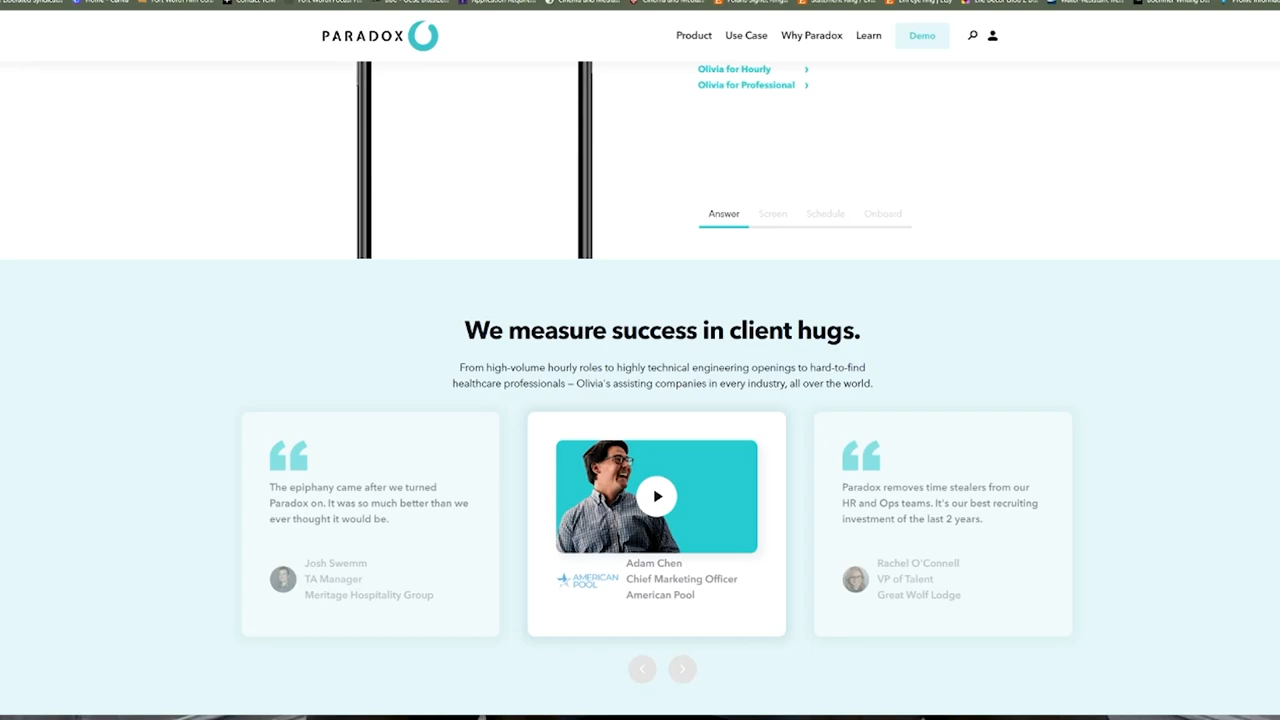 PARADOX
Product Use Case Why Paradox Learn Demo
Olivia for Hourly
Olivia for Professional
Answer Screen Schedule Onboard
We measure success in client hugs.
From high-volume hourly roles to highly technical engineering openings to hard-to-find
healthcare professionals – Olivia's assisting companies in every industry, all over the world.
The epiphany came after we turned
Paradox on. It was so much better than we
ever thought it would be.
Josh Swemm
TA Manager
Meritage Hospitality Group
AMERICAN
POOL
Adam Chen
Chief Marketing Officer
American Pool
Paradox removes time stealers from our
HR and Ops teams. It's our best recruiting
investment of the last 2 years.
Rachel O'Connell
VP of Talent
Great Wolf Lodge